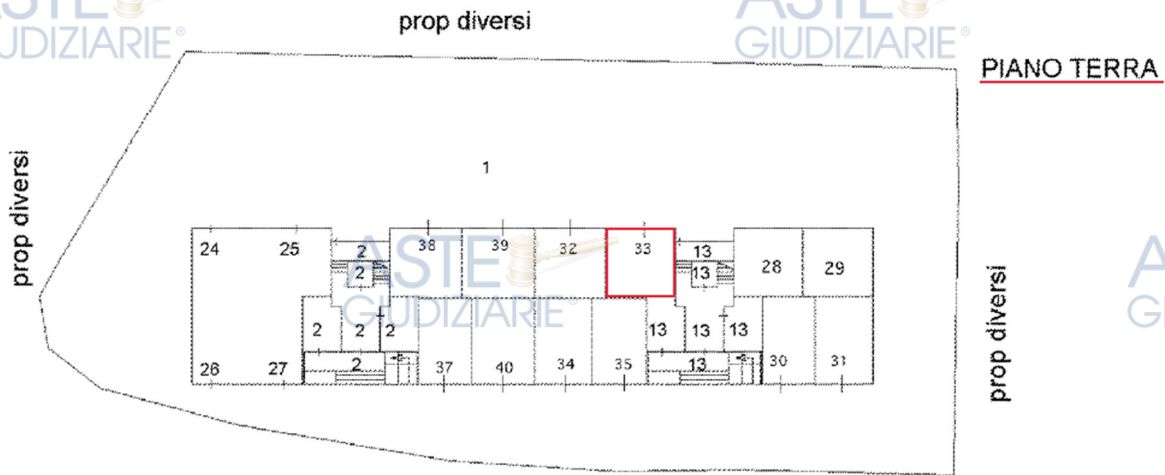 ASTE
GIUDIZIARIE®
prop diversi
ASTE
GIUDIZIARIE®
PIANO TERRA
prop diversi
1
24
25
2
38
39
32
33
13
2
13
28
29
ASTE
GIUDIZIARIE®
prop diversi
2
2
2
13
13
13
26
27
2
37
40
34
35
13
30
31